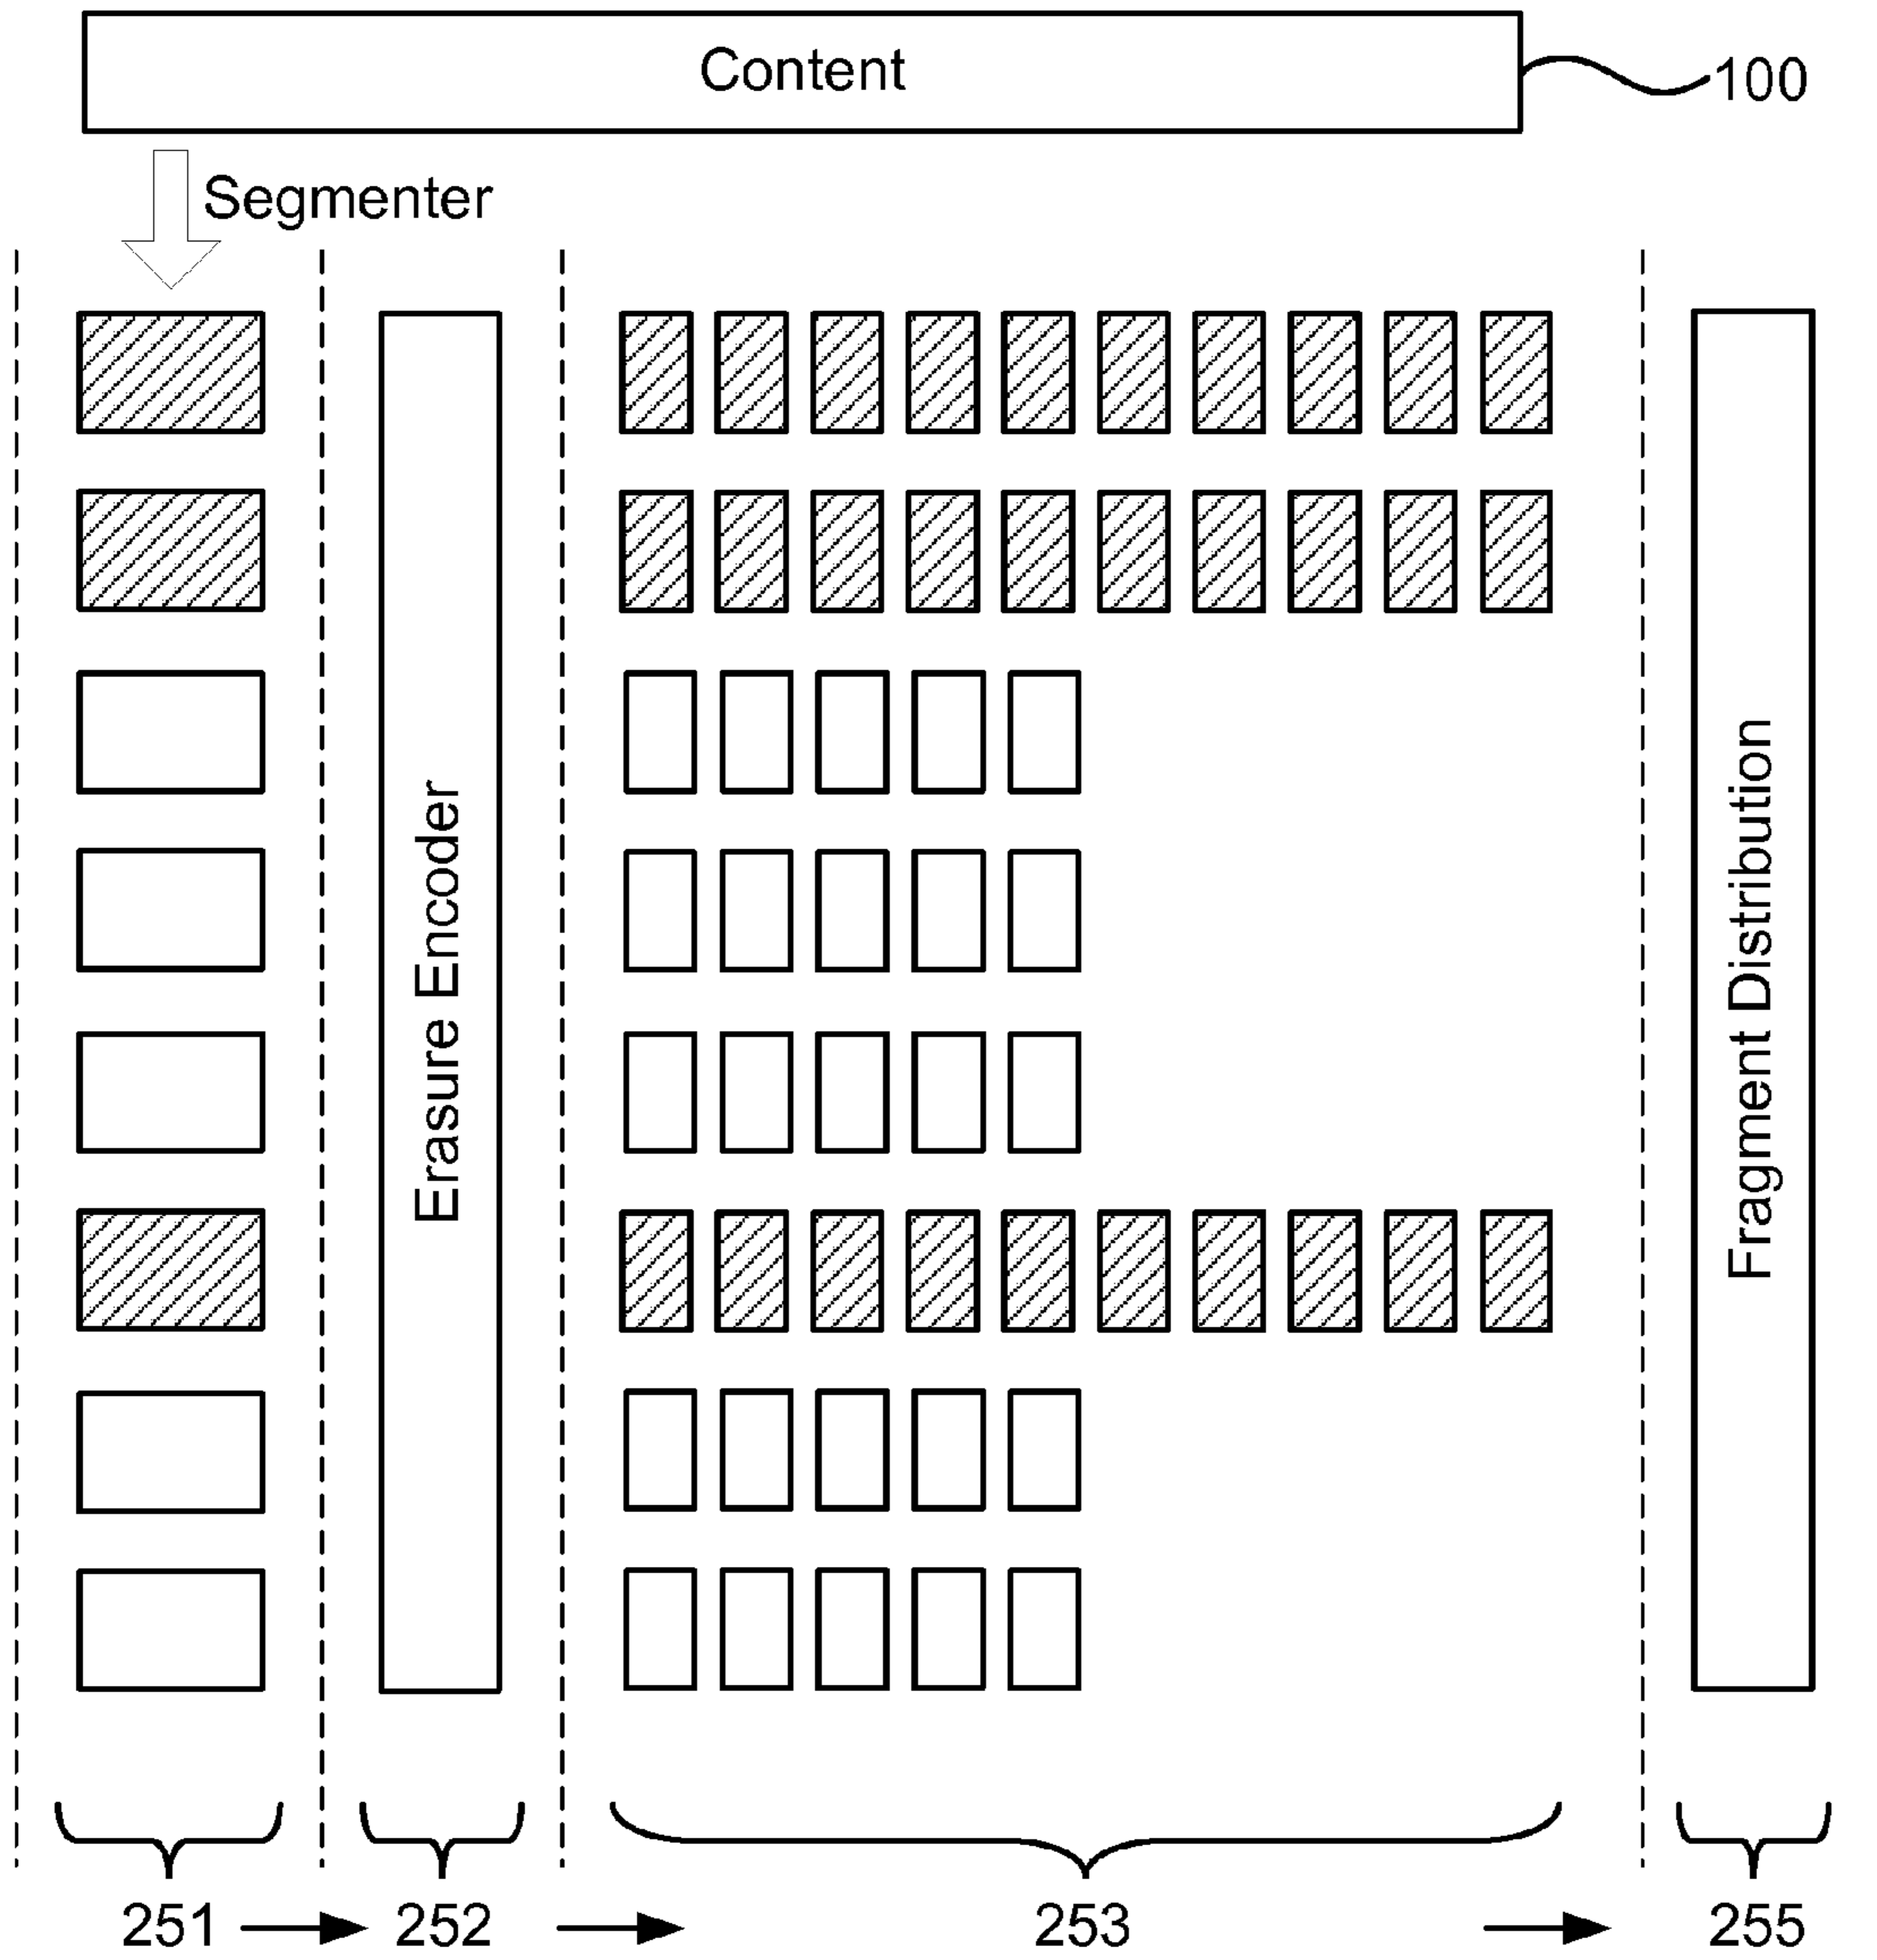 Content
100
Segmenter
Erasure Encoder
Fragment Distribution
251
252
253
255